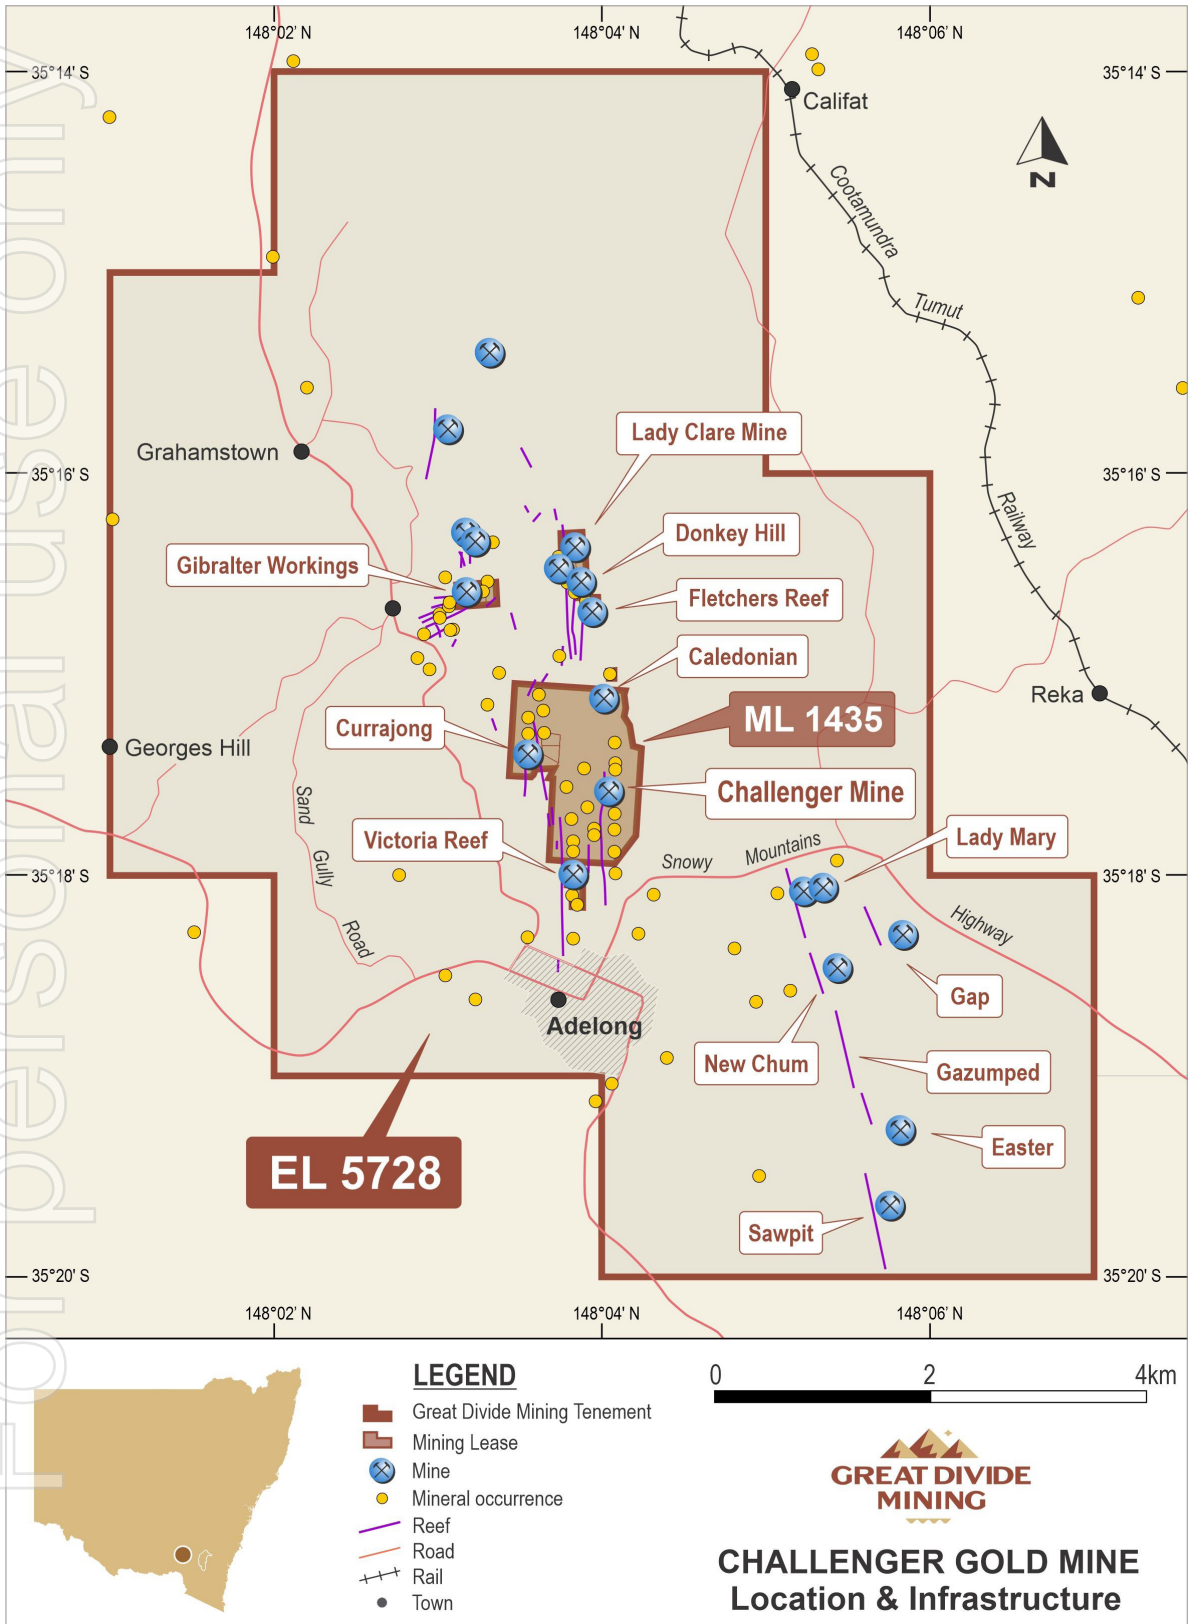 For personal use only
148°02' N
148°04' N
148°06' N
35°14' S
35°14' S
Califat
N
Cootamundra
Tumut
Railway
Lady Clare Mine
Grahamstown
35°16' S
35°16' S
Donkey Hill
Gibralter Workings
Fletchers Reef
Caledonian
Reka
ML 1435
Currajong
Georges Hill
Challenger Mine
Sand
Gully
Road
Victoria Reef
Snowy
Mountains
Highway
Lady Mary
35°18' S
35°18' S
Gap
Adelong
New Chum
Gazumped
EL 5728
Easter
Sawpit
35°20' S
35°20' S
148°02' N
148°04' N
148°06' N
LEGEND
Great Divide Mining Tenement
Mining Lease
Mine
Mineral occurrence
Reef
Road
Rail
Town
0 2 4km
GREAT DIVIDE
MINING
CHALLENGER GOLD MINE
Location & Infrastructure